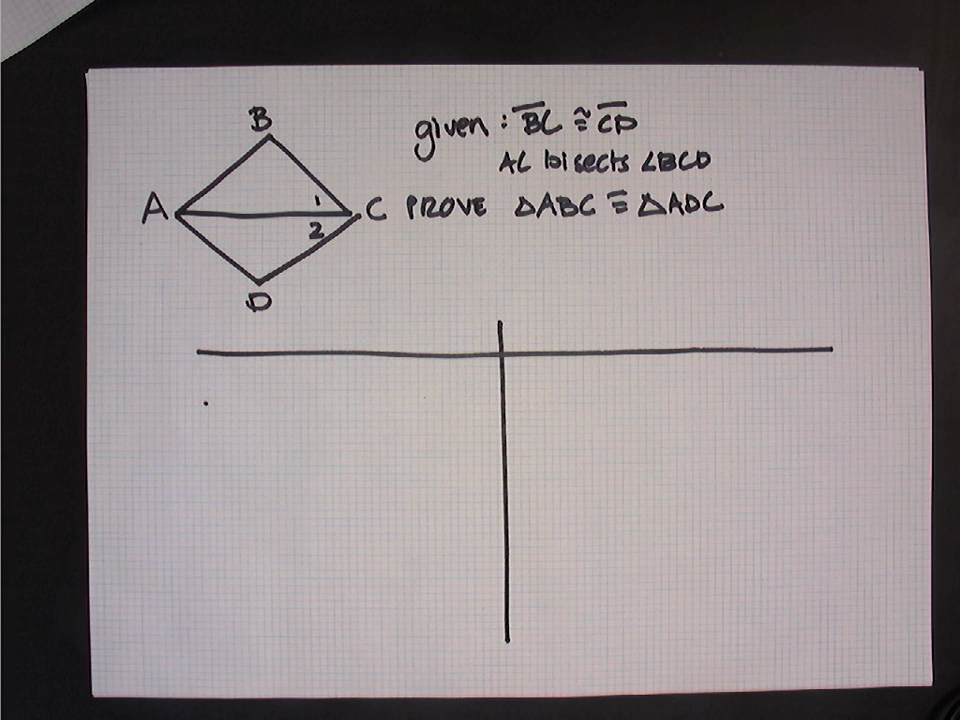 B
given : BC ≅ CD
AC bisects ∠BCD
A 1 C PROVE △ABC ≅ △ADC
2
D